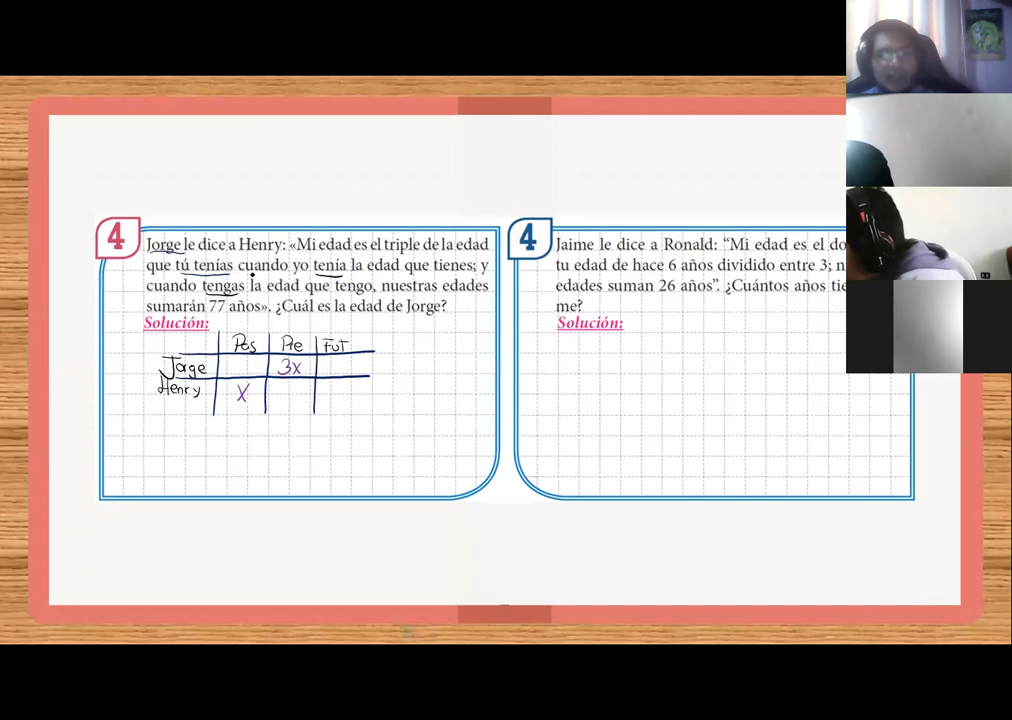 4
Jorge le dice a Henry: «Mi edad es el triple de la edad
que tú tenías cuando yo tenía la edad que tienes; y
cuando tengas la edad que tengo, nuestras edades
sumarán 77 años». ¿Cuál es la edad de Jorge?
Solución:
Pas Pre FUT
Jorge 3x
Henry X
4
Jaime le dice a Ronald: “Mi edad es el do
tu edad de hace 6 años dividido entre 3; n
edades suman 26 años”. ¿Cuántos años tie
me?
Solución: